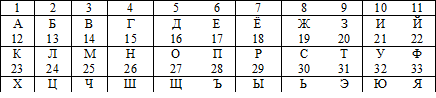 1 2 3 4 5 6 7 8 9 10 11
А Б В Г Д Е Ё Ж З И Й
12 13 14 15 16 17 18 19 20 21 22
К Л М Н О П Р С Т У Ф
23 24 25 26 27 28 29 30 31 32 33
Х Ц Ч Ш Щ Ъ Ы Ь Э Ю Я